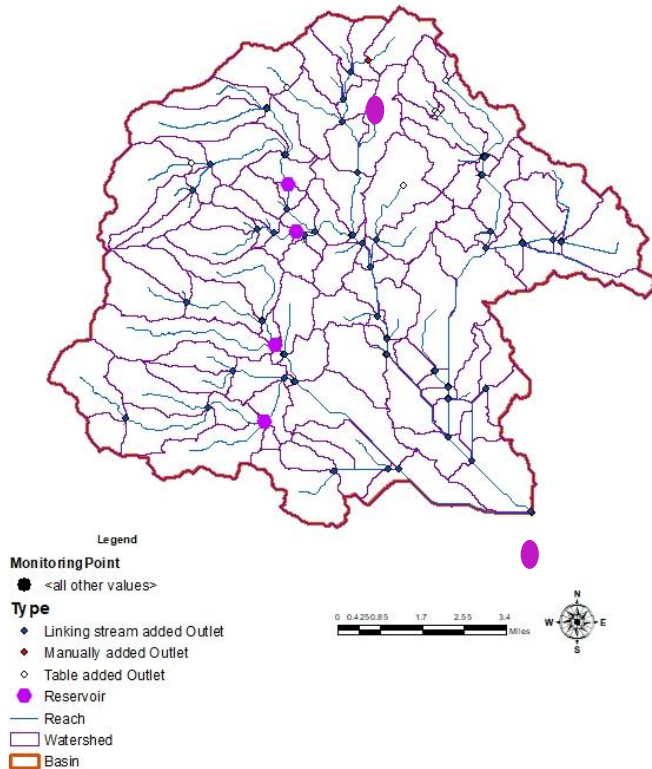 Legend
MonitoringPoint
<all other values>
Type
Linking stream added Outlet
Manually added Outlet
Table added Outlet
Reservoir
Reach
Watershed
Basin
0 0.4250.85 1.7 2.55 3.4
Miles
N
W E
S